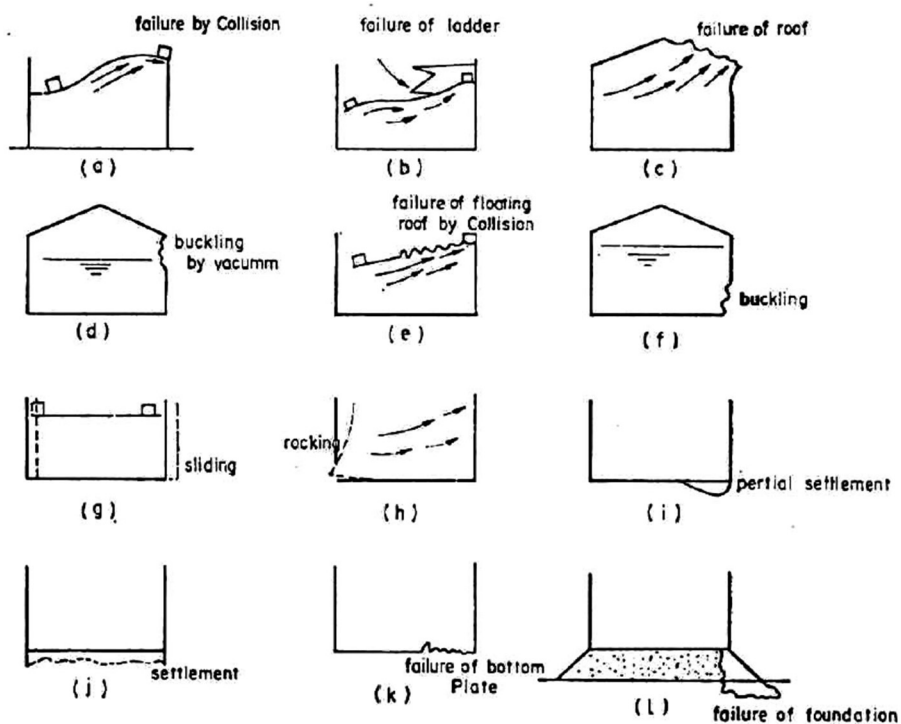 failure by Collision
(a)
failure of ladder
(b)
failure of roof
(c)
buckling
by vacumm
(d)
failure of floating
roof by Collision
(e)
buckling
(f)
sliding
(g)
rocking
(h)
pertial settlement
(i)
settlement
(j)
failure of bottom
Plate
(k)
failure of foundation
(l)